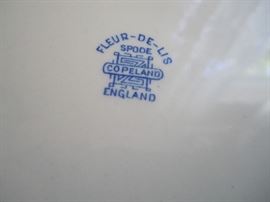 FLEUR-DE-LIS
SPODE
COPELAND
ENGLAND